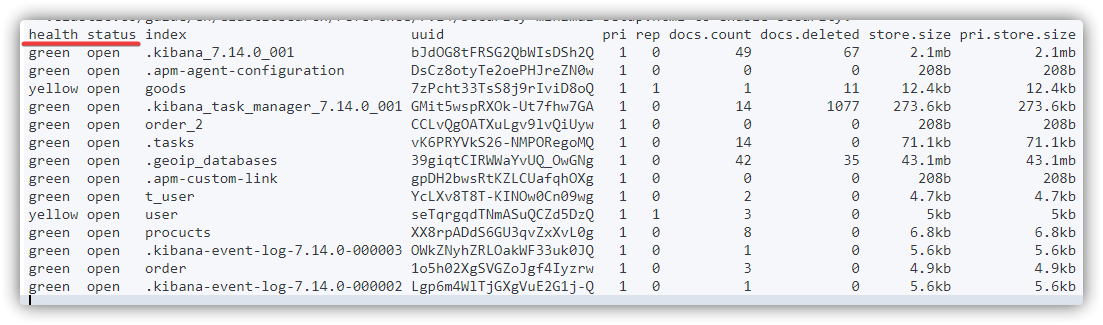 health status index uuid pri rep docs.count docs.deleted store.size pri.store.size
green open .kibana_7.14.0_001 bJdOG8tFRSG2QbWIsDSh2Q 1 0 49 67 2.1mb 2.1mb
green open .apm-agent-configuration DsCz8otyTe2oePHJreZN0w 1 0 0 0 208b 208b
yellow open goods 7zPcht33TsS8j9rIviD8oQ 1 1 1 11 12.4kb 12.4kb
green open .kibana_task_manager_7.14.0_001 GMit5wspRXOk-Ut7fhw7GA 1 0 14 1077 273.6kb 273.6kb
green open order_2 CCLvQgOATXuLgv9lvQiUyw 1 0 0 0 208b 208b
green open .tasks vK6PRYVkS26-NMPORegoMQ 1 0 14 0 71.1kb 71.1kb
green open .geoip_databases 39giqtCIRWWaYvUQ_OwGNg 1 0 42 35 43.1mb 43.1mb
green open .apm-custom-link gpDH2bwsRtKZLCUafqhOXg 1 0 0 0 208b 208b
green open t_user YcLXv8T8T-KINOw0Cn09wg 1 0 2 0 4.7kb 4.7kb
yellow open user seTqrgqdTNmASuQCZd5DzQ 1 1 3 0 5kb 5kb
green open procucts XX8rpADdS6GU3qvZxXvL0g 1 0 8 0 6.8kb 6.8kb
green open .kibana-event-log-7.14.0-000003 OWkZNyhZRLOakWF33uk0JQ 1 0 1 0 5.6kb 5.6kb
green open order 1o5h02XgSVGZoJgf4Iyzrw 1 0 3 0 4.9kb 4.9kb
green open .kibana-event-log-7.14.0-000002 Lgp6m4WlTjGXgVuE2G1j-Q 1 0 1 0 5.6kb 5.6kb